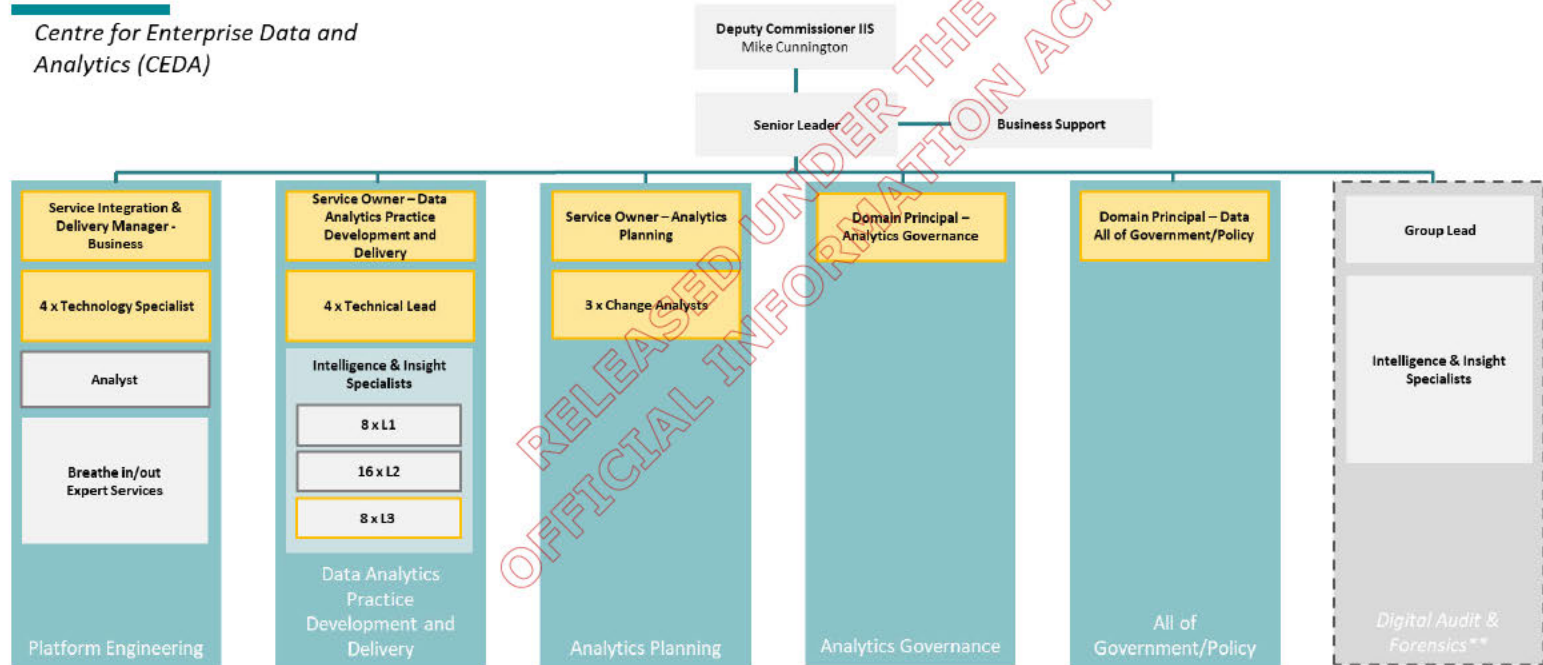 Centre for Enterprise Data and
Analytics (CEDA)
Deputy Commissioner IIS
Mike Cunnington
Senior Leader
Business Support
Service Integration &
Delivery Manager -
Business
4 x Technology Specialist
Analyst
Breathe in/out
Expert Services
Platform Engineering
Service Owner – Data
Analytics Practice
Development and
Delivery
4 x Technical Lead
Intelligence & Insight
Specialists
8 x L1
16 x L2
8 x L3
Data Analytics
Practice
Development and
Delivery
Service Owner – Analytics
Planning
3 x Change Analysts
Analytics Planning
Domain Principal –
Analytics Governance
Analytics Governance
Domain Principal – Data
All of Government/Policy
All of
Government/Policy
Group Lead
Intelligence & Insight
Specialists
Digital Audit &
Forensics**
RELEASED UNDER THE
OFFICIAL INFORMATION ACT